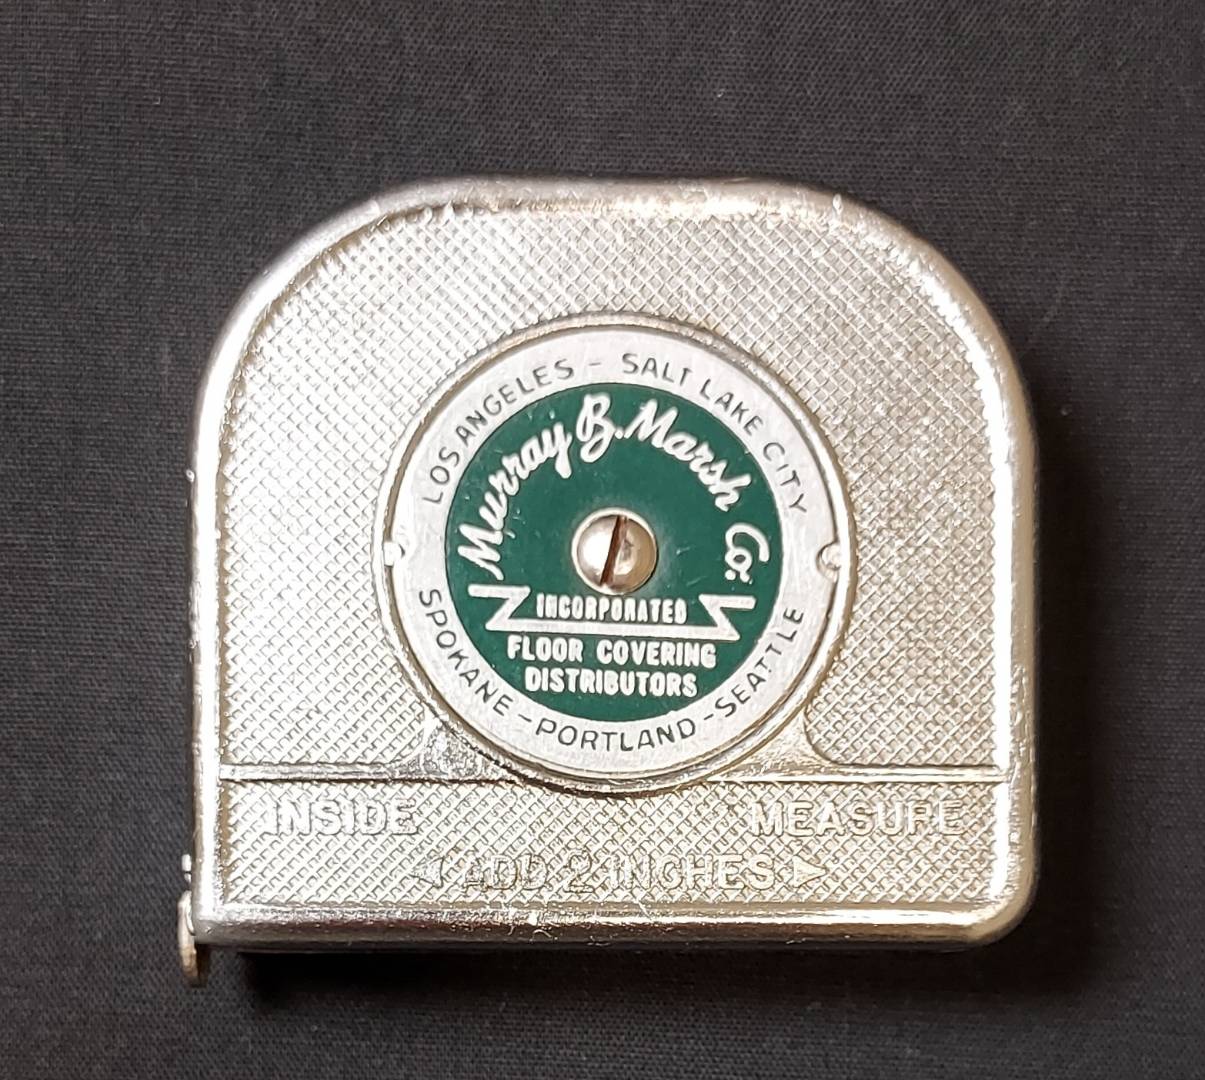 LOS ANGELES - SALT LAKE CITY
Murray B. Marsh Co.
INCORPORATED
FLOOR COVERING
DISTRIBUTORS
SPOKANE - PORTLAND - SEATTLE
INSIDE MEASURE
ADD 2 INCHES